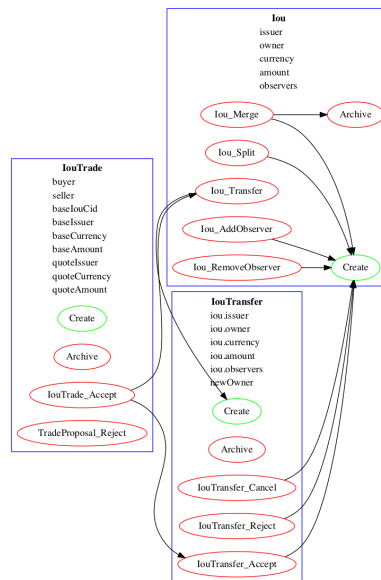 Iou
issuer
owner
currency
amount
observers
Iou_Merge
Archive
Iou_Split
Iou_Transfer
Iou_AddObserver
Iou_RemoveObserver
Create
IouTrade
buyer
seller
baseIouCid
baseIssuer
baseCurrency
baseAmount
quoteIssuer
quoteCurrency
quoteAmount
Create
Archive
IouTrade_Accept
TradeProposal_Reject
IouTransfer
iou.issuer
iou.owner
iou.currency
iou.amount
iou.observers
newOwner
Create
Archive
IouTransfer_Cancel
IouTransfer_Reject
IouTransfer_Accept